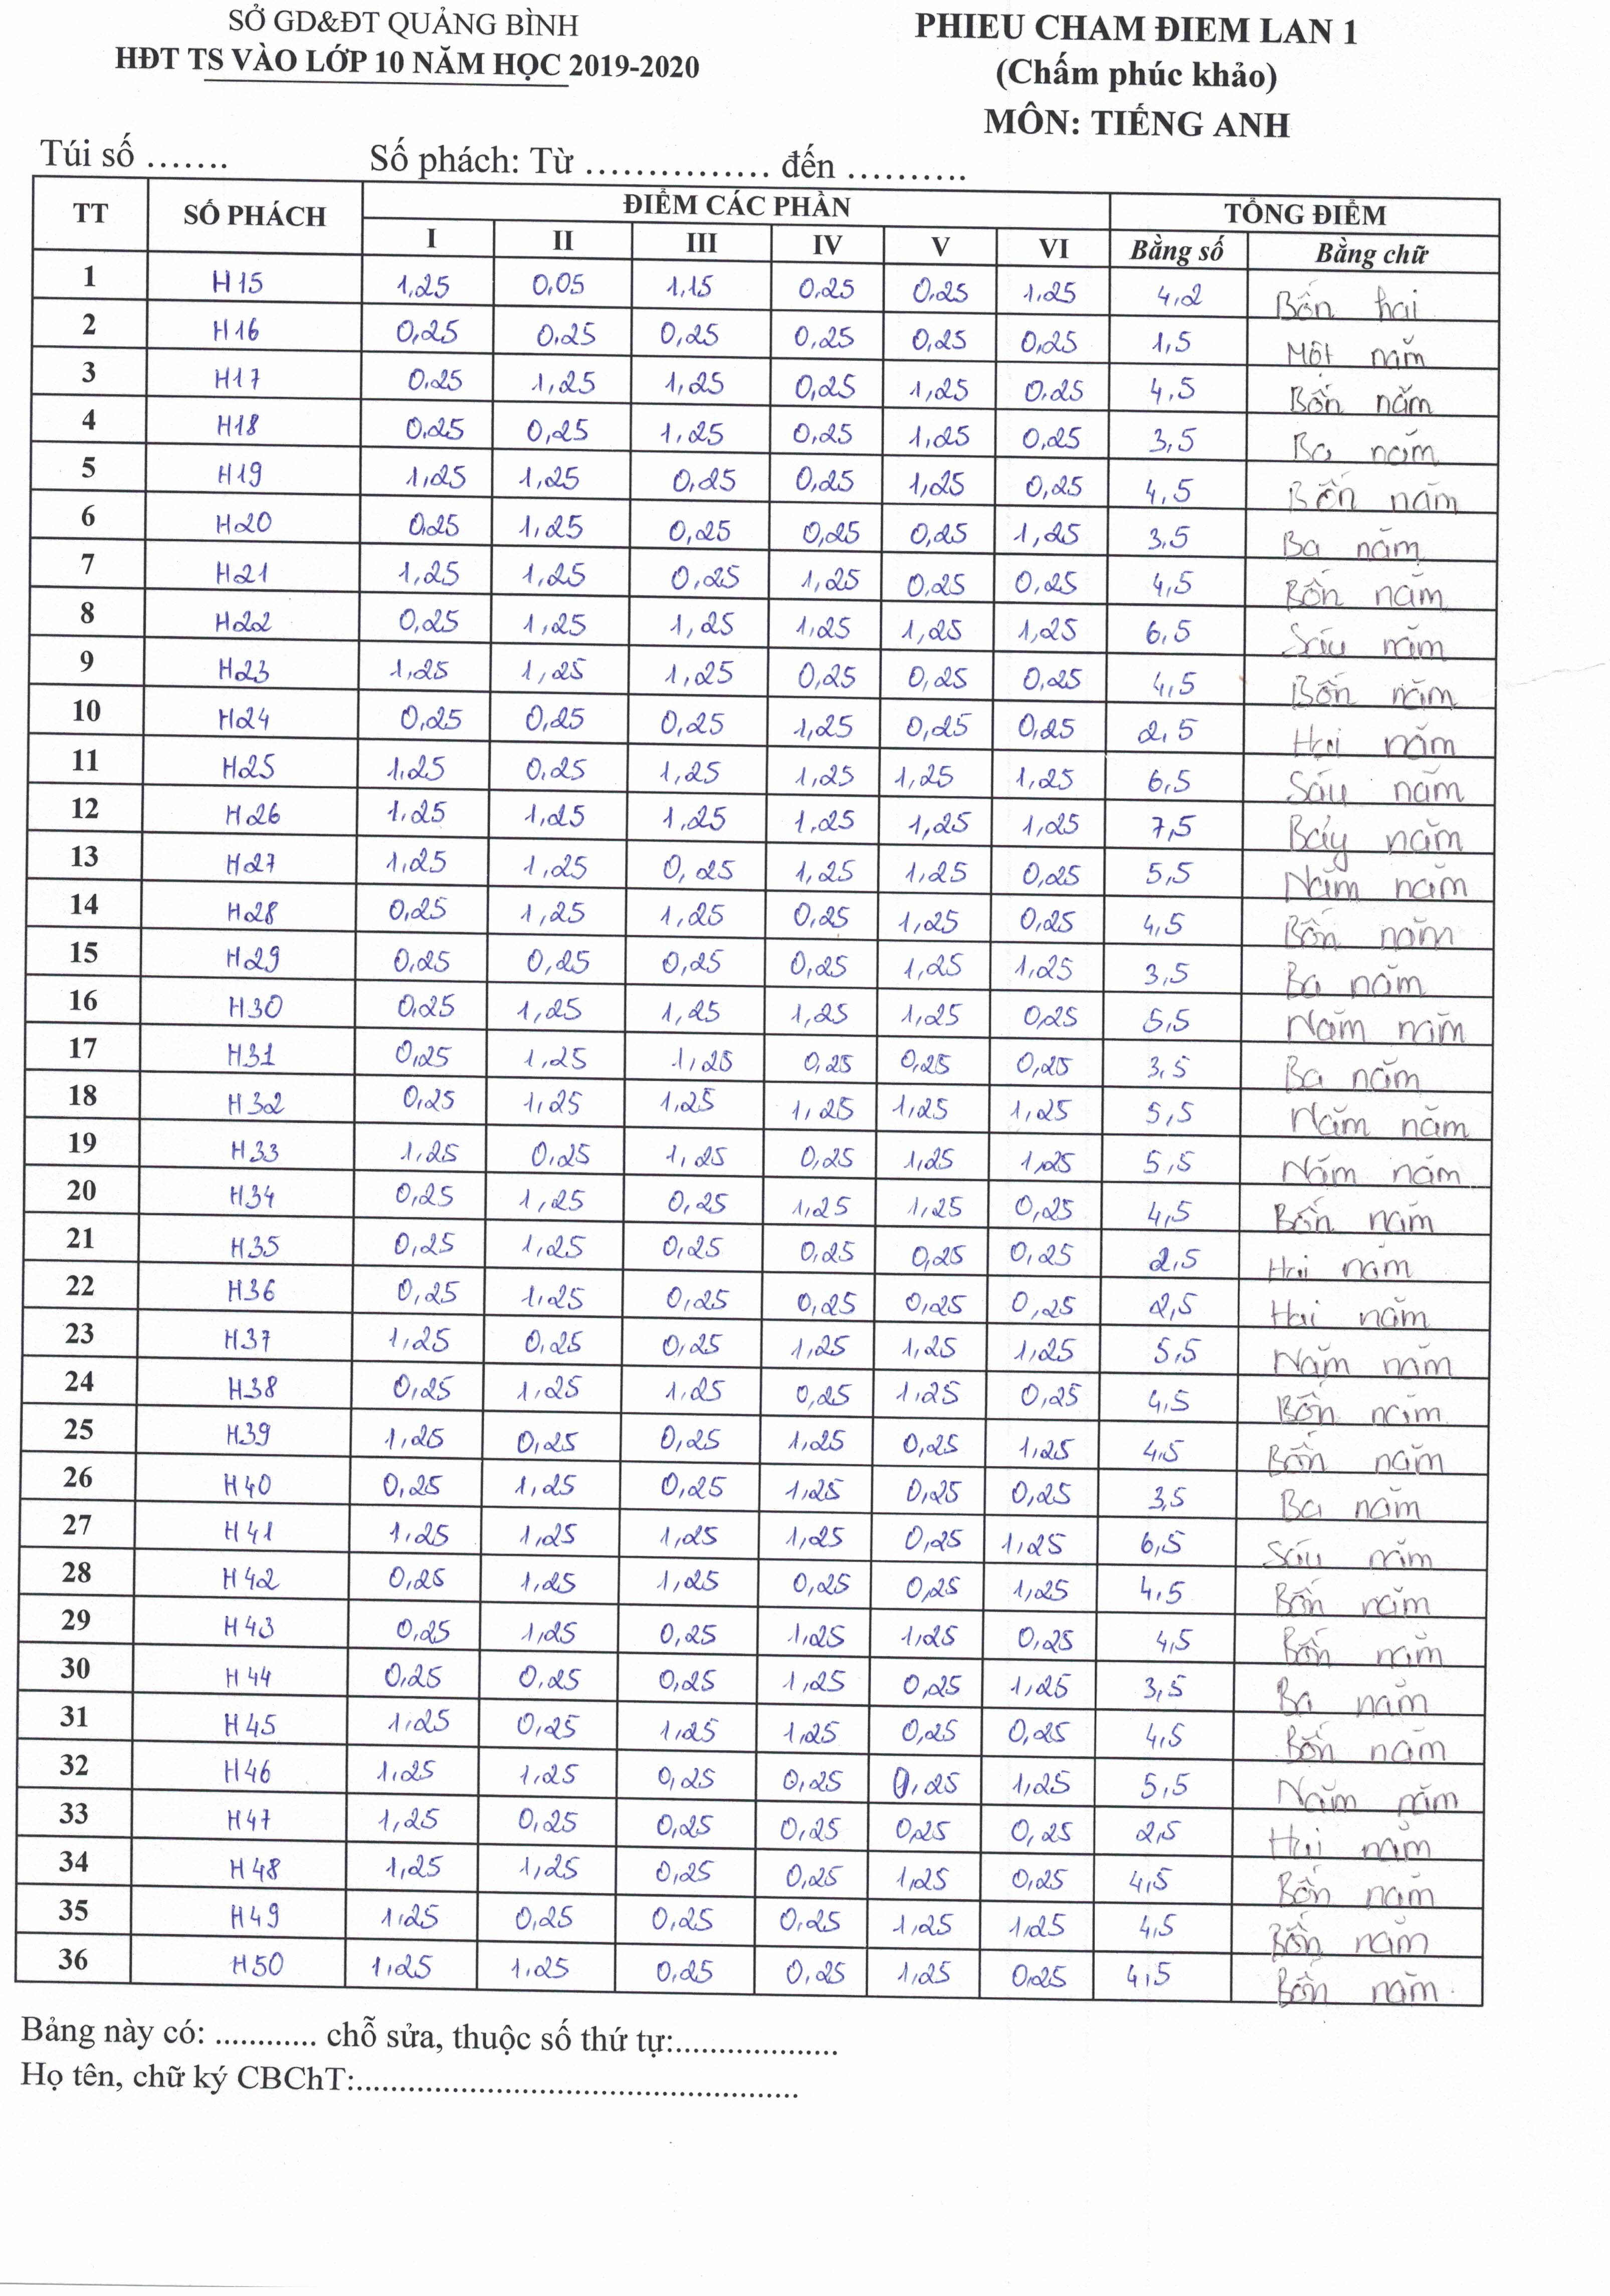 SỞ GD&ĐT QUẢNG BÌNH
HĐT TS VÀO LỚP 10 NĂM HỌC 2019-2020
PHIEU CHAM ĐIEM LAN 1
(Chấm phúc khảo)
MÔN: TIẾNG ANH
Túi số ....... Số phách: Từ ............... đến ..........
TT SỐ PHÁCH ĐIỂM CÁC PHẦN TỔNG ĐIỂM
I II III IV V VI Bằng số Bằng chữ
1 H15 1,25 0,05 1,15 0,25 0,25 1,25 4,2 Bốn hai
2 H16 0,25 0,25 0,25 0,25 0,25 0,25 1,5 Một năm
3 H17 0,25 1,25 1,25 0,25 1,25 0,25 4,5 Bốn năm
4 H18 0,25 0,25 1,25 0,25 1,25 0,25 3,5 Ba năm
5 H19 1,25 1,25 0,25 0,25 1,25 0,25 4,5 Bốn năm
6 H20 0,25 1,25 0,25 0,25 0,25 1,25 3,5 Ba năm
7 H21 1,25 1,25 0,25 1,25 0,25 0,25 4,5 Bốn năm
8 H22 0,25 1,25 1,25 1,25 1,25 1,25 6,5 Sáu năm
9 H23 1,25 1,25 1,25 0,25 0,25 0,25 4,5 Bốn năm
10 H24 0,25 0,25 0,25 1,25 0,25 0,25 2,5 Hai năm
11 H25 1,25 0,25 1,25 1,25 1,25 1,25 6,5 Sáu năm
12 H26 1,25 1,25 1,25 1,25 1,25 1,25 7,5 Bảy năm
13 H27 1,25 1,25 0,25 1,25 1,25 0,25 5,5 Năm năm
14 H28 0,25 1,25 1,25 0,25 1,25 0,25 4,5 Bốn năm
15 H29 0,25 0,25 0,25 0,25 1,25 1,25 3,5 Ba năm
16 H30 0,25 1,25 1,25 1,25 1,25 0,25 5,5 Năm năm
17 H31 0,25 1,25 1,25 0,25 0,25 0,25 3,5 Ba năm
18 H32 0,25 1,25 1,25 1,25 1,25 1,25 5,5 Năm năm
19 H33 1,25 0,25 1,25 0,25 1,25 1,25 5,5 Năm năm
20 H34 0,25 1,25 0,25 1,25 1,25 0,25 4,5 Bốn năm
21 H35 0,25 1,25 0,25 0,25 0,25 0,25 2,5 Hai năm
22 H36 0,25 1,25 0,25 0,25 0,25 0,25 2,5 Hai năm
23 H37 1,25 0,25 0,25 1,25 1,25 1,25 5,5 Năm năm
24 H38 0,25 1,25 1,25 0,25 1,25 0,25 4,5 Bốn năm
25 H39 1,25 0,25 0,25 1,25 0,25 1,25 4,5 Bốn năm
26 H40 0,25 1,25 0,25 1,25 0,25 0,25 3,5 Ba năm
27 H41 1,25 1,25 1,25 1,25 0,25 1,25 6,5 Sáu năm
28 H42 0,25 1,25 1,25 0,25 0,25 1,25 4,5 Bốn năm
29 H43 0,25 1,25 0,25 1,25 1,25 0,25 4,5 Bốn năm
30 H44 0,25 0,25 0,25 1,25 0,25 1,25 3,5 Ba năm
31 H45 1,25 0,25 1,25 1,25 0,25 0,25 4,5 Bốn năm
32 H46 1,25 1,25 0,25 0,25 0,25 1,25 5,5 Năm năm
33 H47 1,25 0,25 0,25 0,25 0,25 0,25 2,5 Hai năm
34 H48 1,25 1,25 0,25 0,25 1,25 0,25 4,5 Bốn năm
35 H49 1,25 0,25 0,25 0,25 1,25 1,25 4,5 Bốn năm
36 H50 1,25 1,25 0,25 0,25 1,25 0,25 4,5 Bốn năm
Bảng này có: ............ chỗ sửa, thuộc số thứ tự:...................
Họ tên, chữ ký CBChT:.....................................................